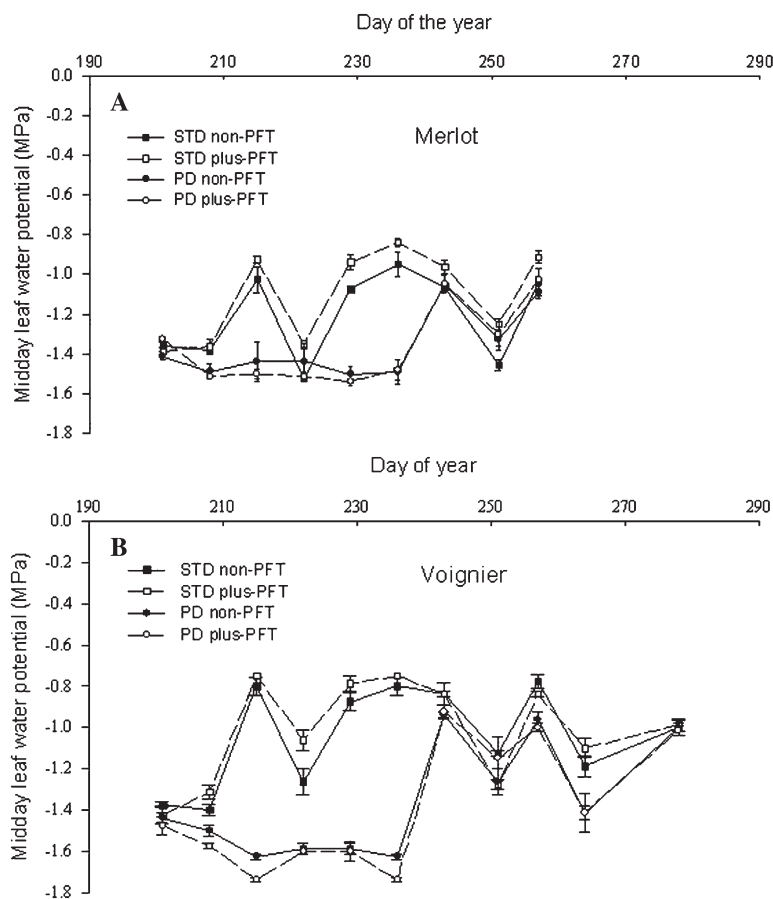 Day of the year
190 210 230 250 270 290
0.0
-0.2
-0.4
-0.6
-0.8
-1.0
-1.2
-1.4
-1.6
-1.8
Midday leaf water potential (MPa)
A
Merlot
STD non-PFT
STD plus-PFT
PD non-PFT
PD plus-PFT
Day of year
190 210 230 250 270 290
0.0
-0.2
-0.4
-0.6
-0.8
-1.0
-1.2
-1.4
-1.6
-1.8
Midday leaf water potential (MPa)
B
Voignier
STD non-PFT
STD plus-PFT
PD non-PFT
PD plus-PFT